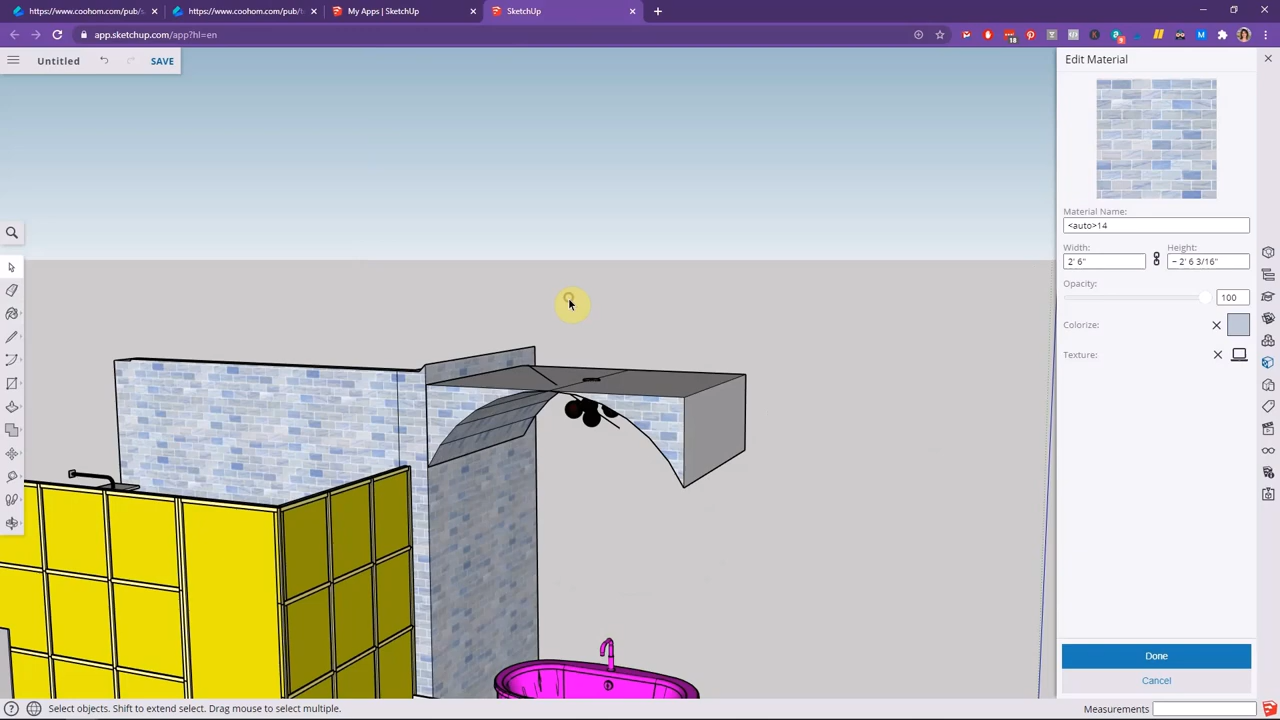 https://www.coohom.com/pub/s
https://www.coohom.com/pub/t
My Apps | SketchUp
SketchUp
app.sketchup.com/app?hl=en
18
Untitled
SAVE
Edit Material
Material Name:
<auto>14
Width:
Height:
2' 6"
~ 2' 6 3/16"
Opacity:
100
Colorize:
Texture:
Done
Cancel
Select objects. Shift to extend select. Drag mouse to select multiple.
Measurements